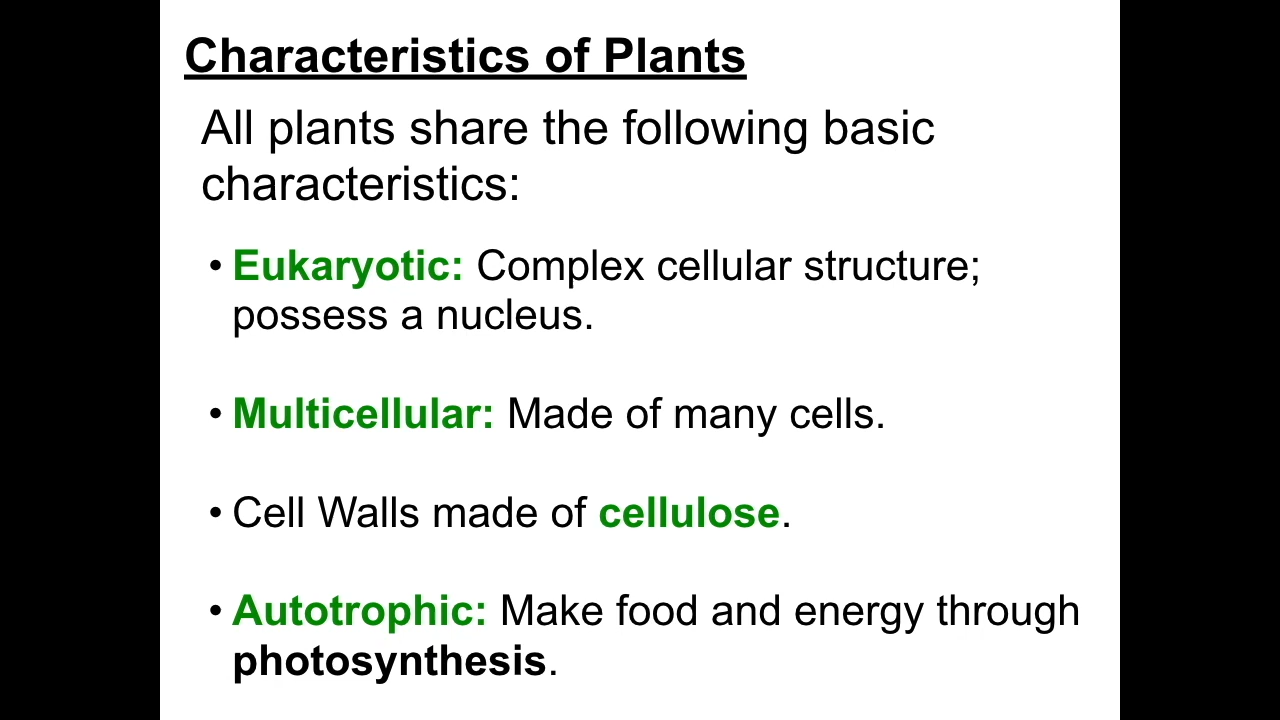 Characteristics of Plants
All plants share the following basic
characteristics:
• Eukaryotic: Complex cellular structure;
possess a nucleus.
• Multicellular: Made of many cells.
• Cell Walls made of cellulose.
• Autotrophic: Make food and energy through
photosynthesis.